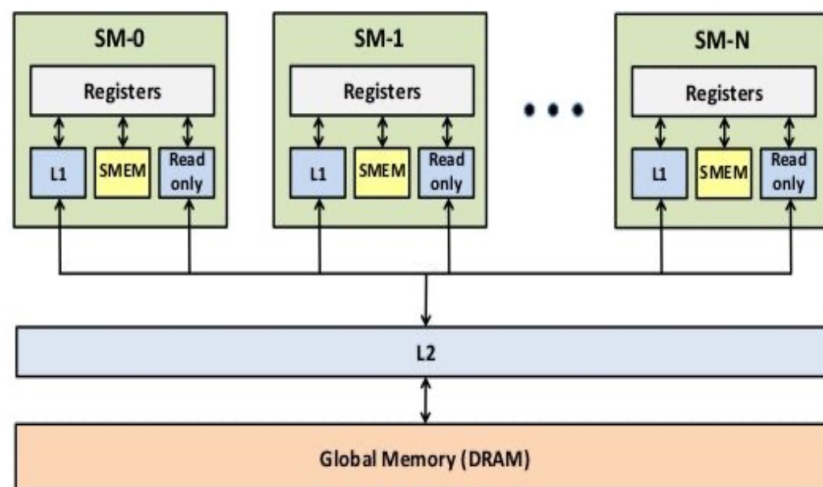 SM-0
Registers
L1
SMEM
Read
only
SM-1
Registers
L1
SMEM
Read
only
SM-N
Registers
L1
SMEM
Read
only
L2
Global Memory (DRAM)